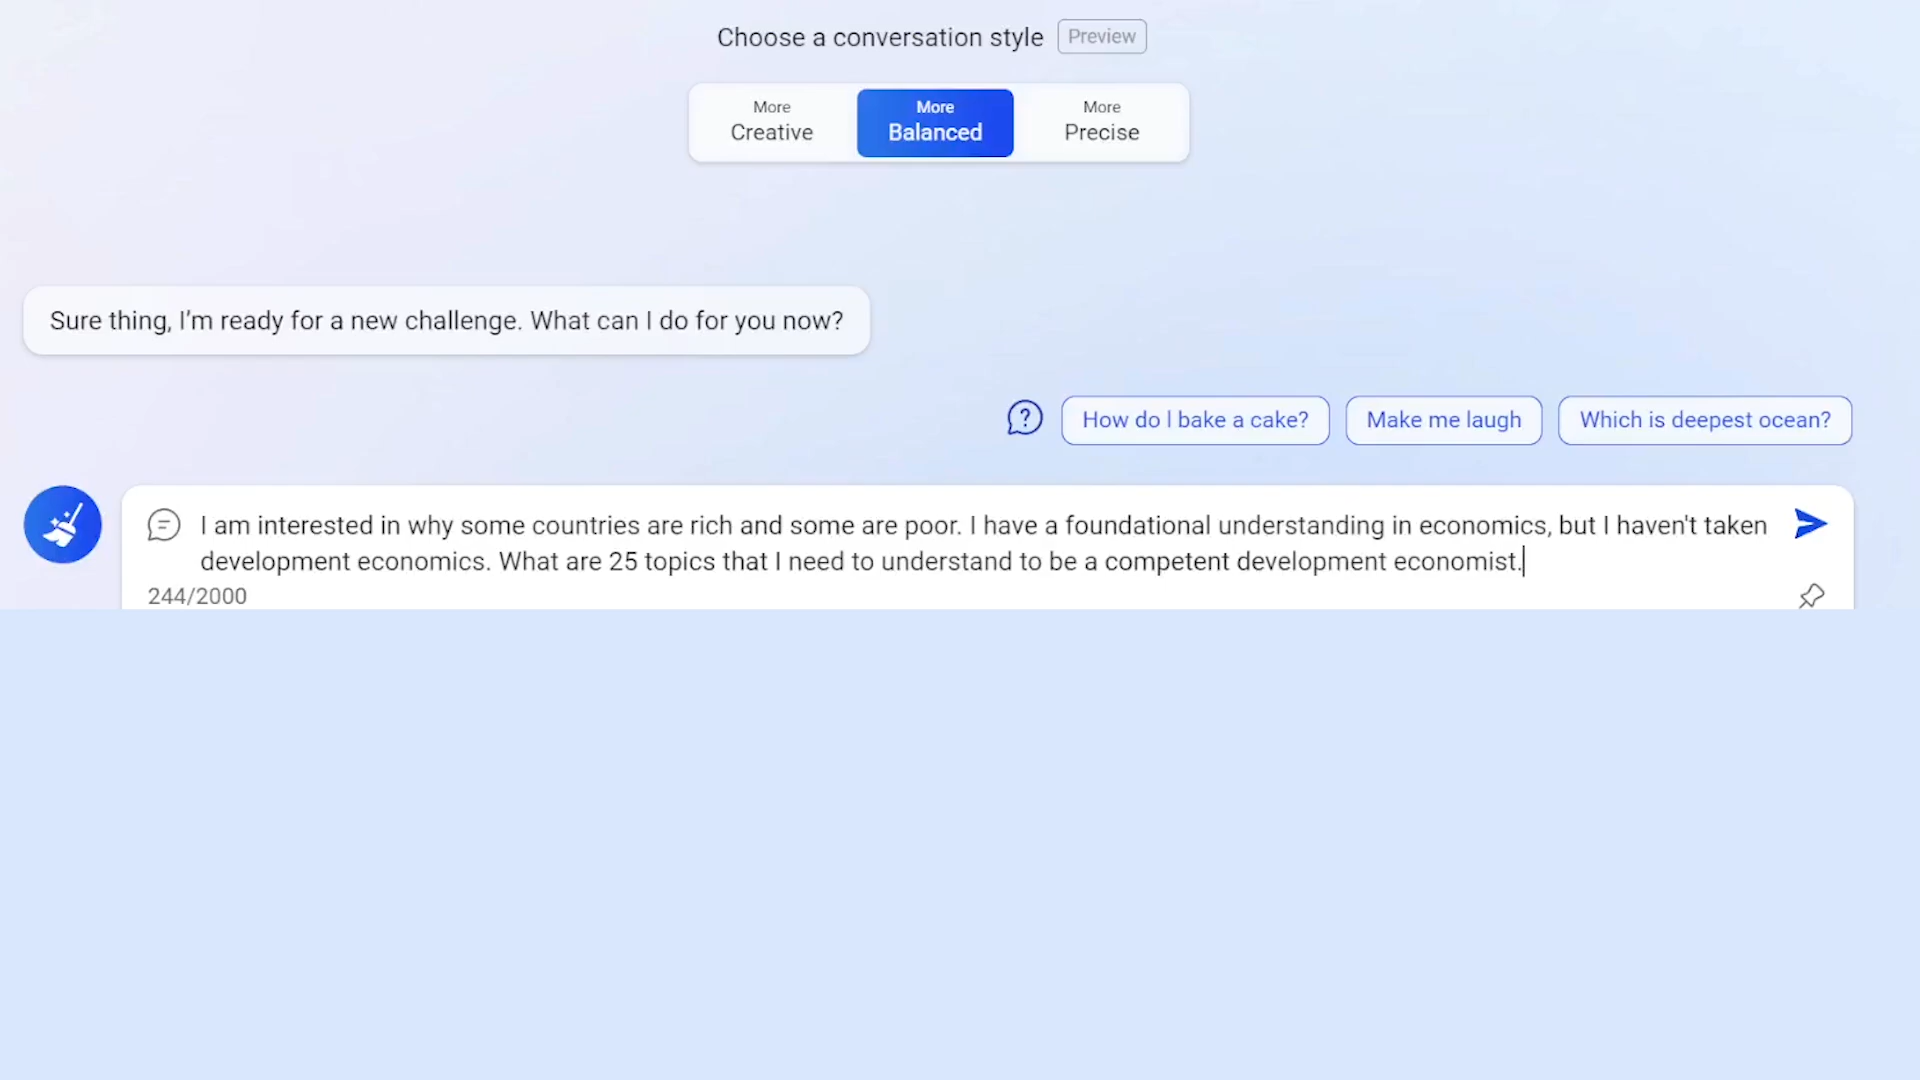 Choose a conversation style Preview
More
Creative
More
Balanced
More
Precise
Sure thing, I’m ready for a new challenge. What can I do for you now?
How do I bake a cake? Make me laugh Which is deepest ocean?
I am interested in why some countries are rich and some are poor. I have a foundational understanding in economics, but I haven't taken
development economics. What are 25 topics that I need to understand to be a competent development economist.
244/2000